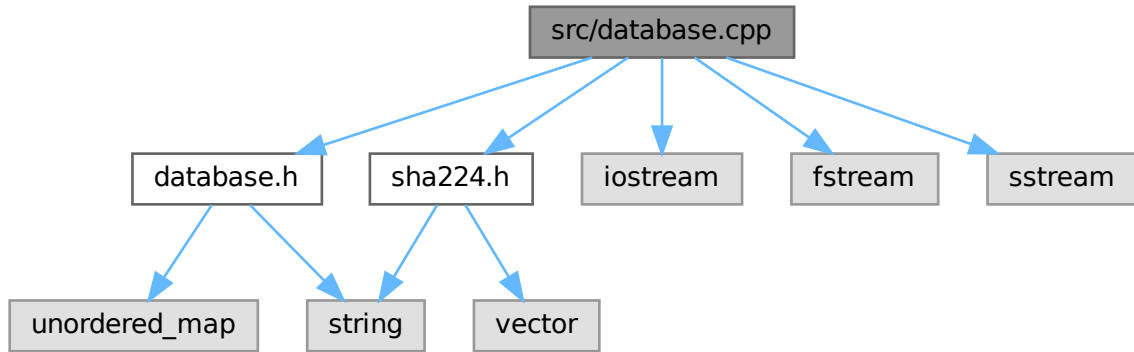 src/database.cpp
database.h
sha224.h
iostream
fstream
sstream
unordered_map
string
vector